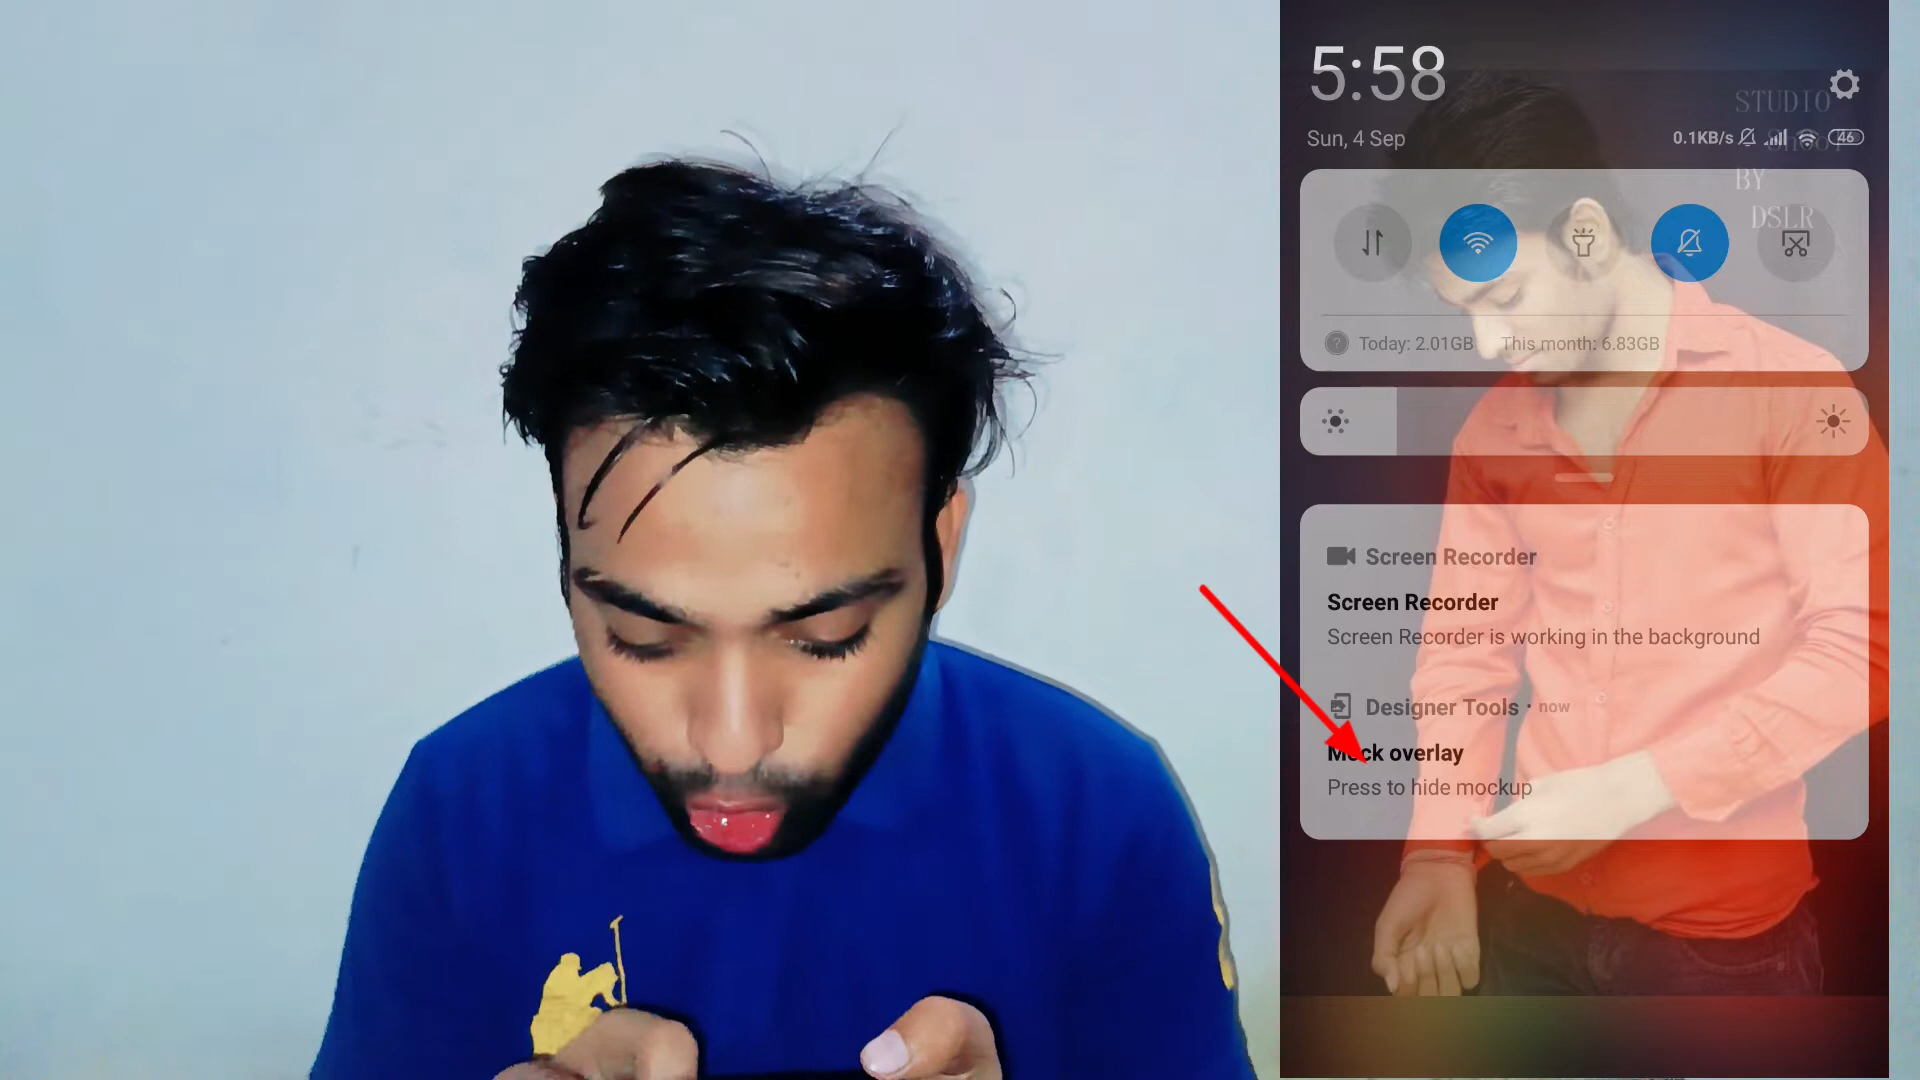 5:58
STUDIO
Sun, 4 Sep
0.1KB/s 46
BY
DSLR
Today: 2.01GB This month: 6.83GB
Screen Recorder
Screen Recorder
Screen Recorder is working in the background
Designer Tools · now
Mock overlay
Press to hide mockup